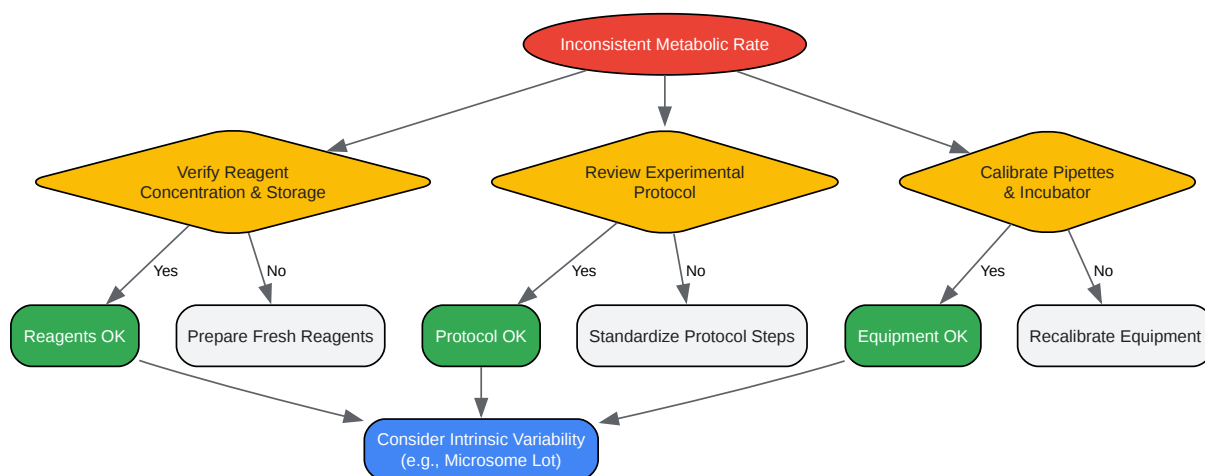 Inconsistent Metabolic Rate
Verify Reagent
Concentration & Storage
Review Experimental
Protocol
Calibrate Pipettes
& Incubator
Yes
No
Yes
No
Yes
No
Reagents OK
Prepare Fresh Reagents
Protocol OK
Standardize Protocol Steps
Equipment OK
Recalibrate Equipment
Consider Intrinsic Variability
(e.g., Microsome Lot)